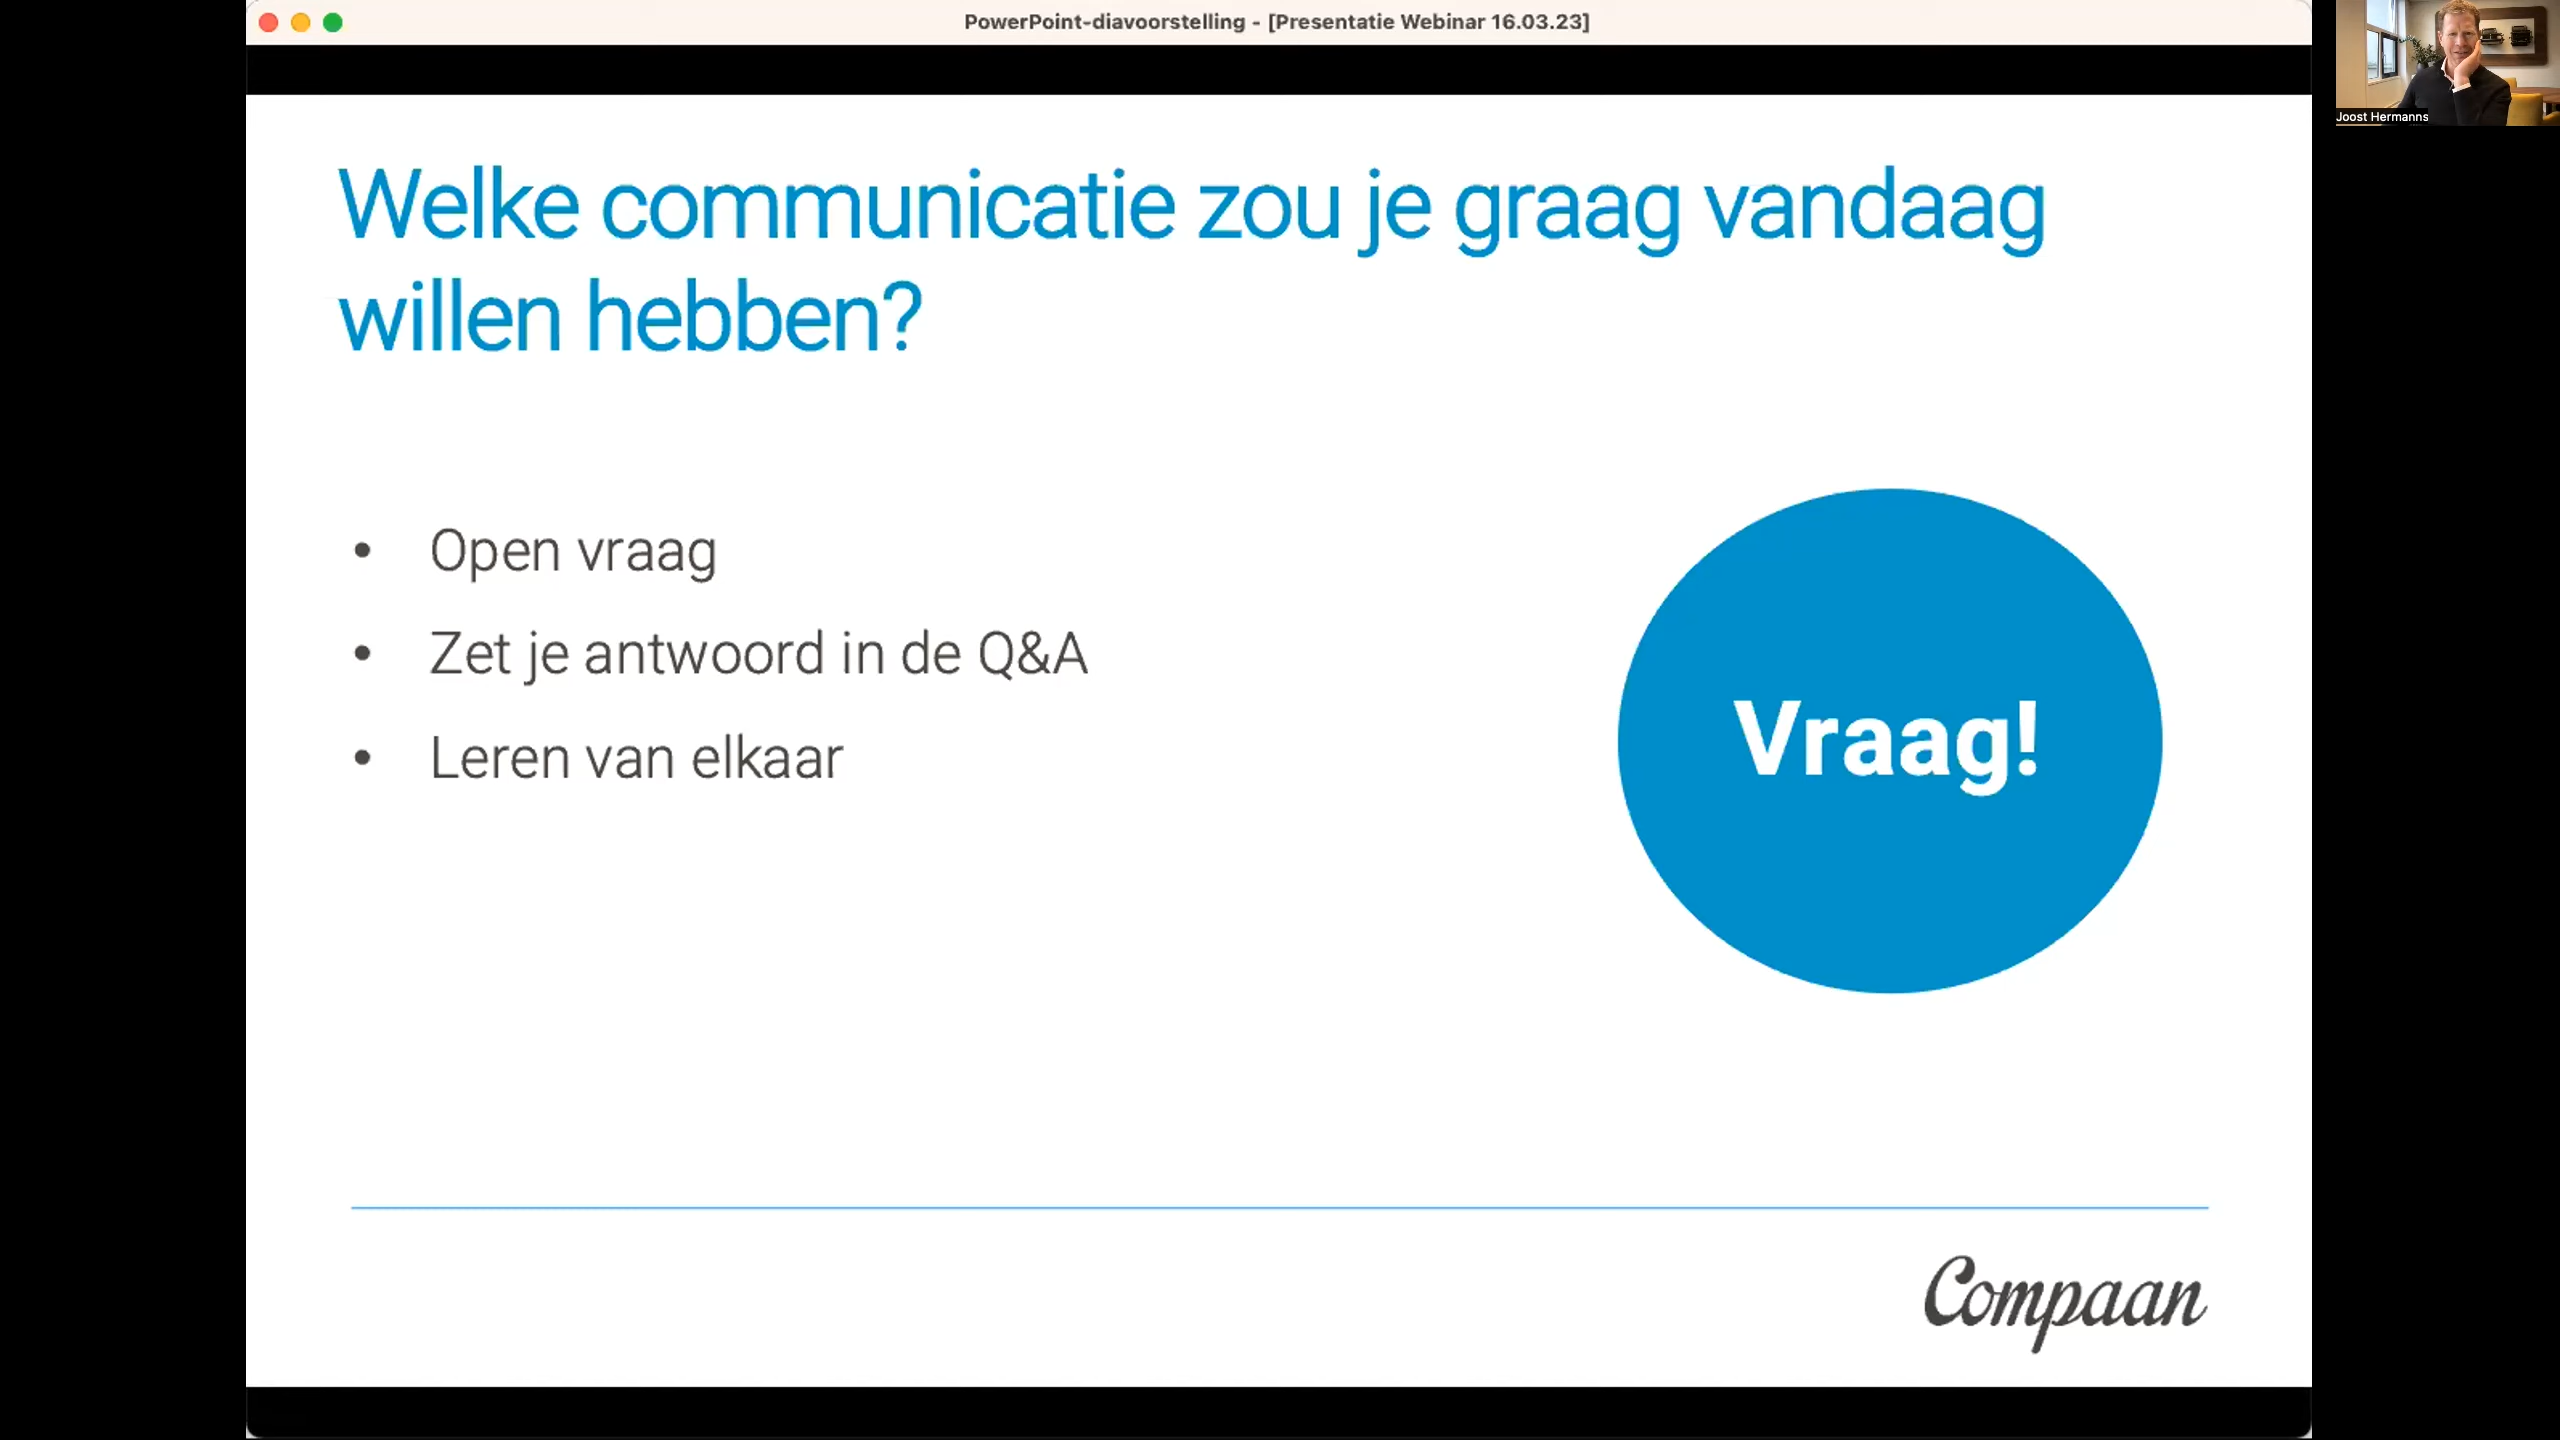 PowerPoint-diavoorstelling - [Presentatie Webinar 16.03.23]
Joost Hermanns
Welke communicatie zou je graag vandaag
willen hebben?
• Open vraag
• Zet je antwoord in de Q&A
• Leren van elkaar
Vraag!
Compaan